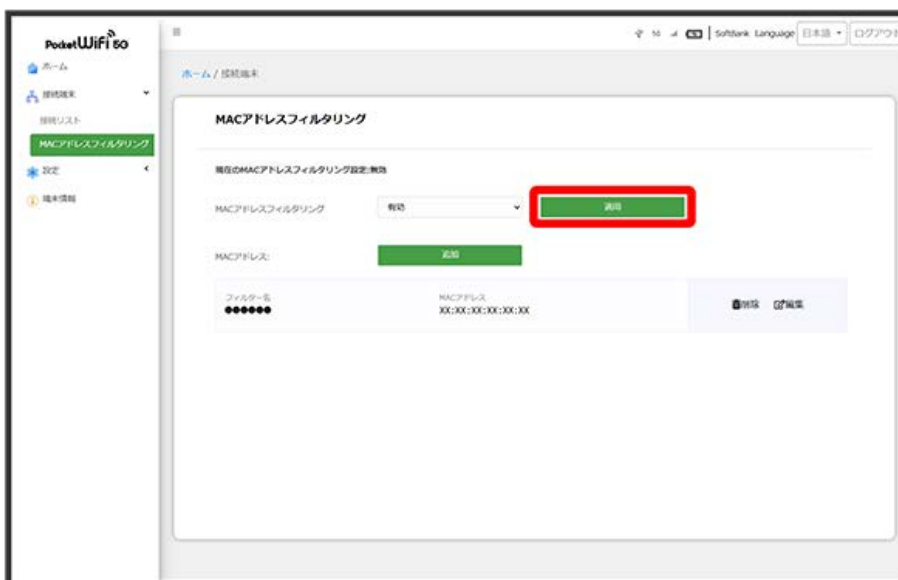 PocketWiFi 5G
5G SoftBank Language 日本語 ログアウト
ホーム
接続端末
接続リスト
MACアドレスフィルタリング
設定
端末情報
ホーム / 接続端末
MACアドレスフィルタリング
現在のMACアドレスフィルタリング設定:無効
MACアドレスフィルタリング 有効 適用
MACアドレス: 追加
フィルター名 MACアドレス
●●●●●● XX:XX:XX:XX:XX:XX 削除 編集